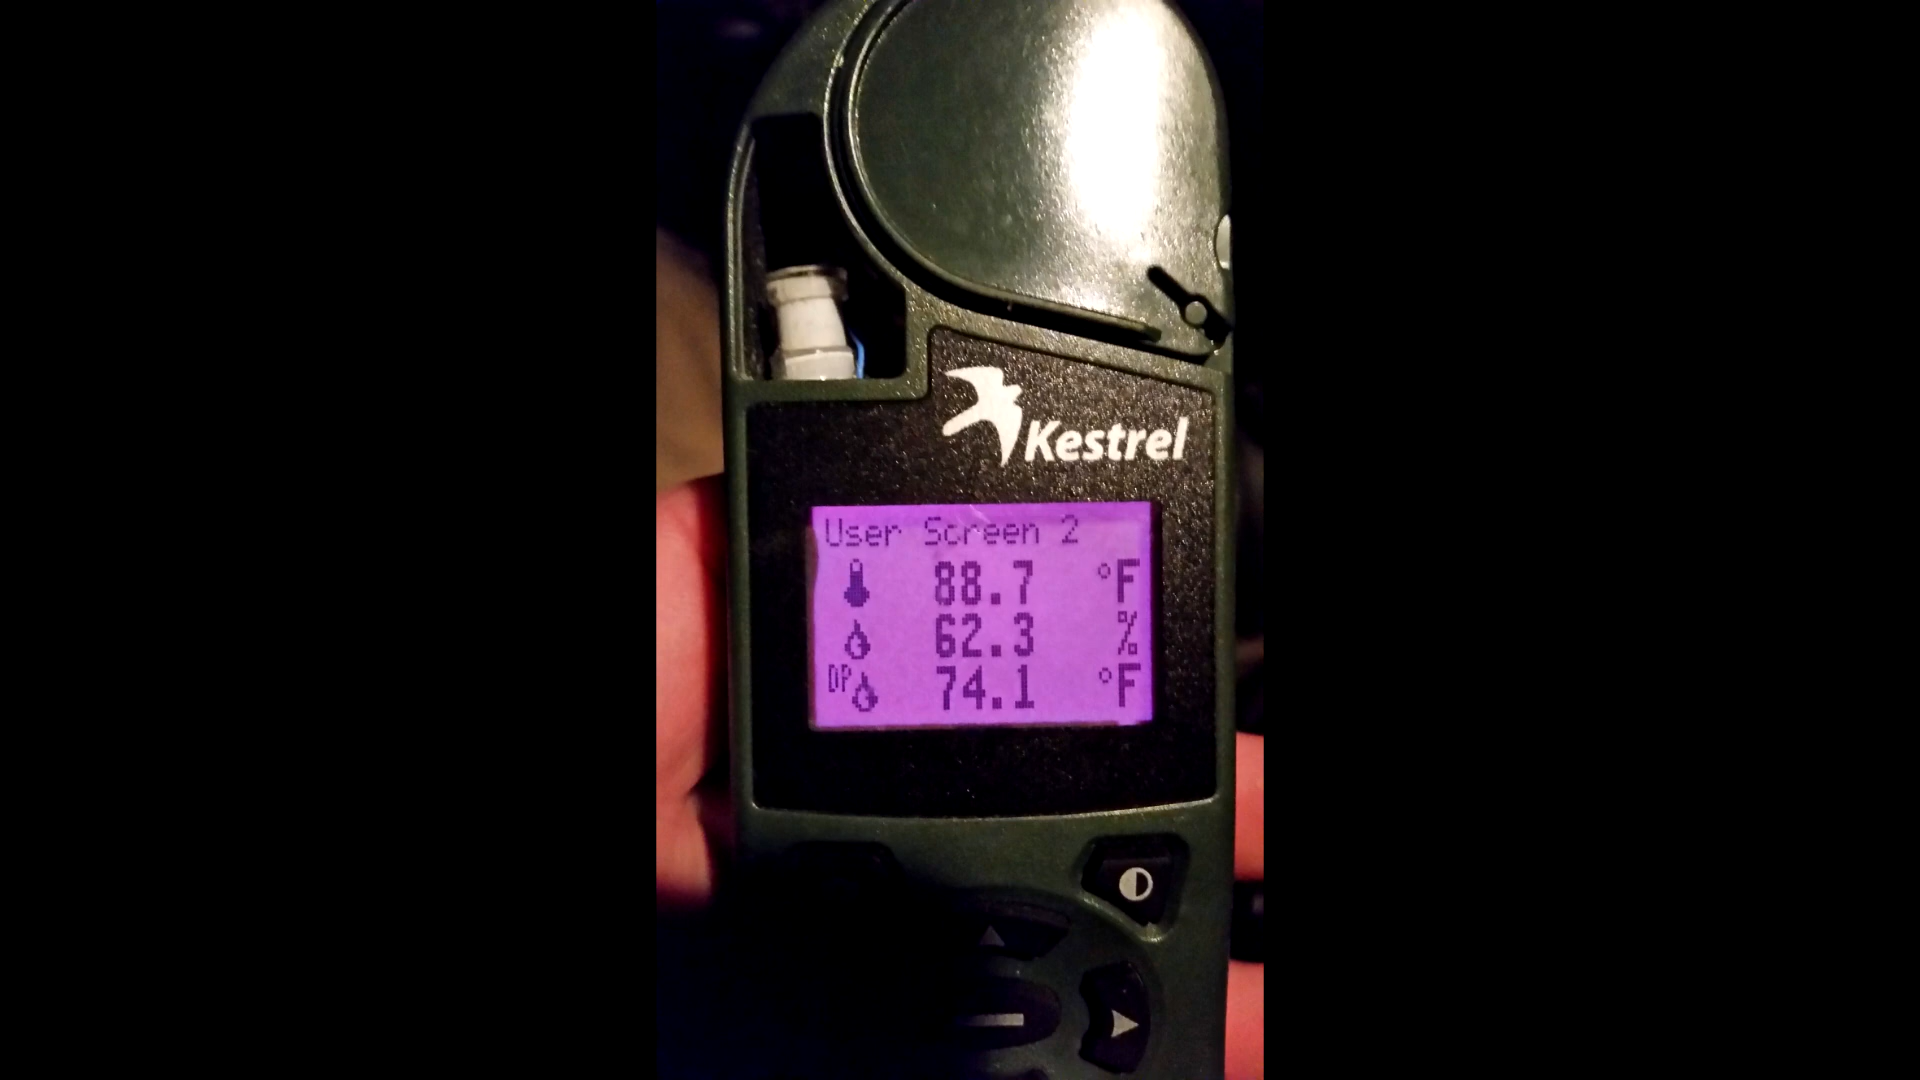 Kestrel
User Screen 2
88.7 °F
62.3 %
DP 74.1 °F